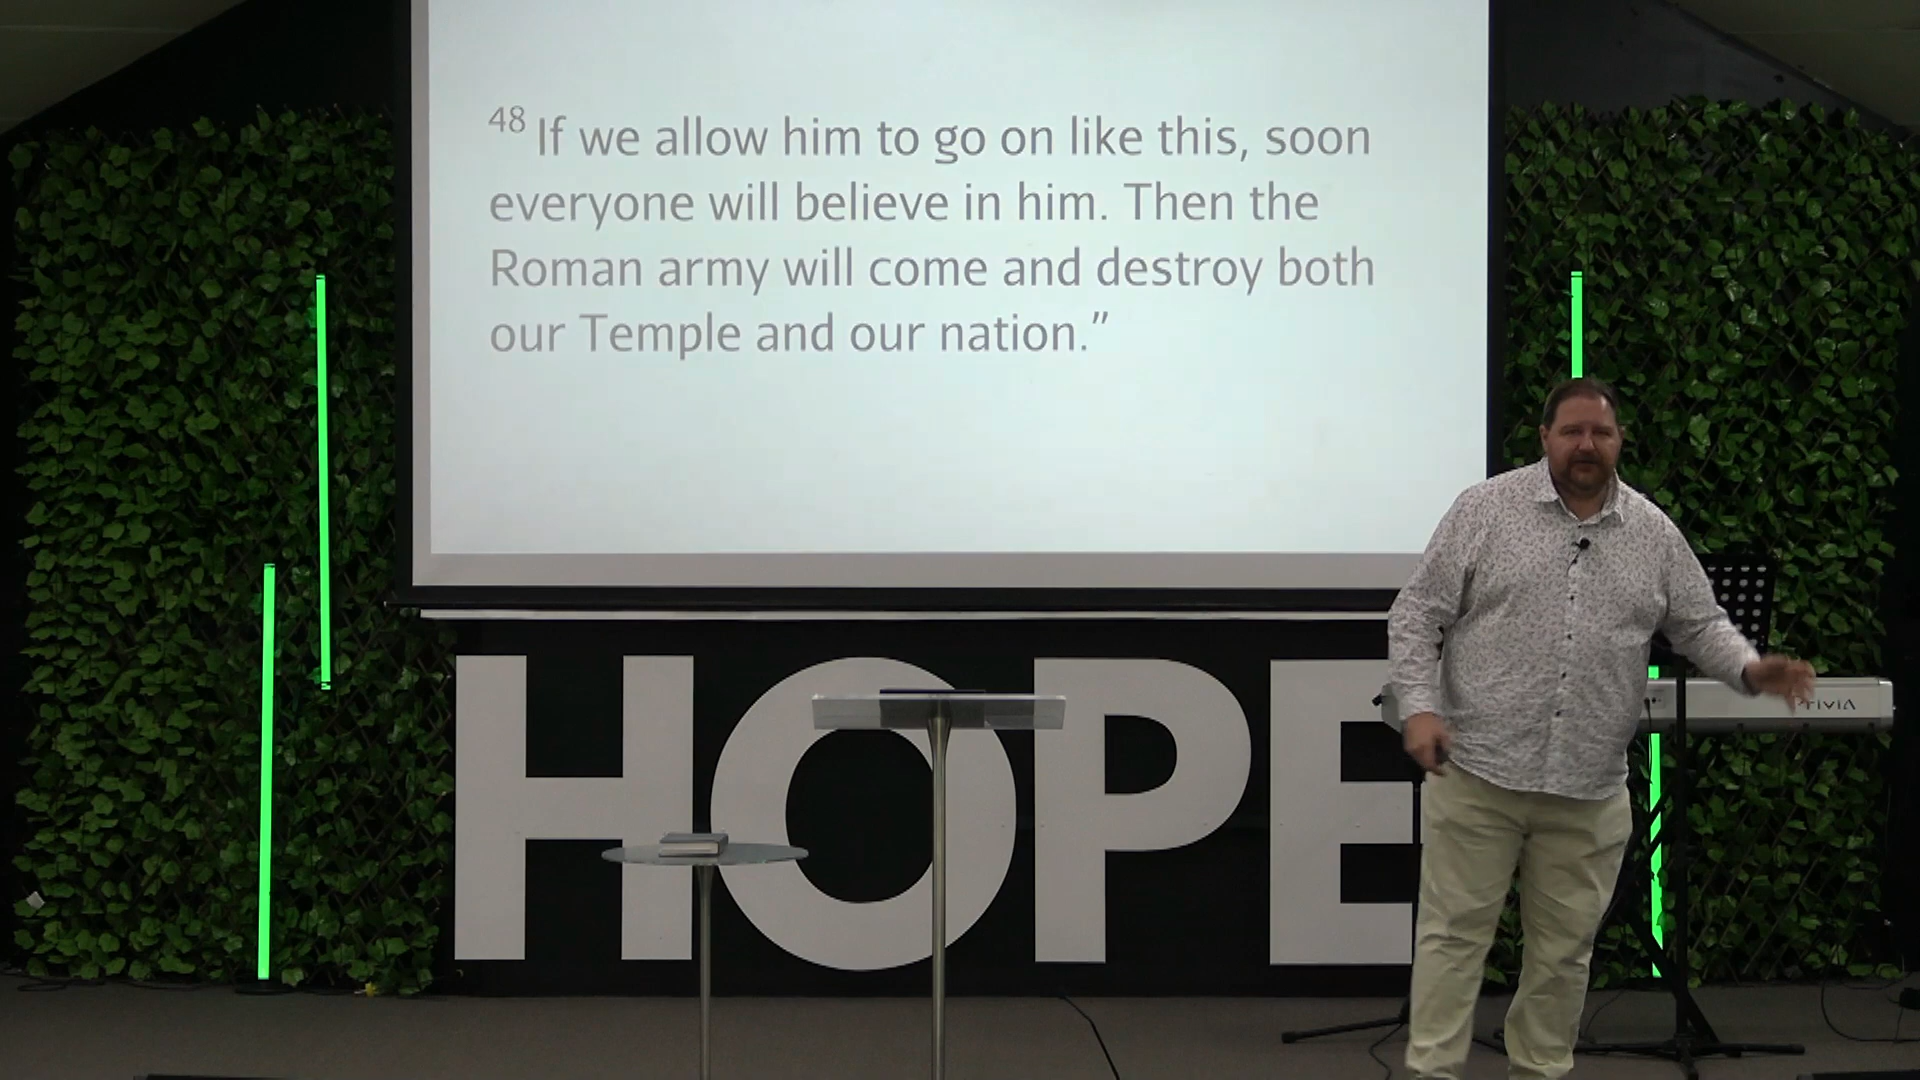 48 If we allow him to go on like this, soon
everyone will believe in him. Then the
Roman army will come and destroy both
our Temple and our nation.”
HOPE
PriviA